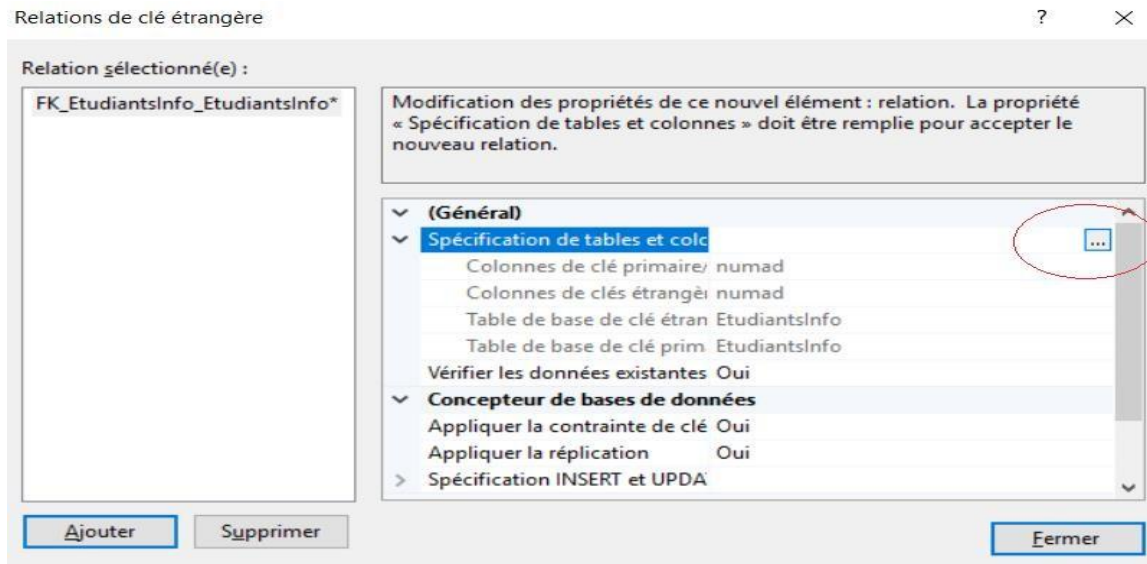 Relations de clé étrangère
?
Relation sélectionné(e) :
FK_EtudiantsInfo_EtudiantsInfo*
Modification des propriétés de ce nouvel élément : relation. La propriété
« Spécification de tables et colonnes » doit être remplie pour accepter le
nouveau relation.
(Général)
Spécification de tables et colc
...
Colonnes de clé primaire/ numad
Colonnes de clés étrangè numad
Table de base de clé étran EtudiantsInfo
Table de base de clé prim EtudiantsInfo
Vérifier les données existantes Oui
Concepteur de bases de données
Appliquer la contrainte de clé Oui
Appliquer la réplication Oui
Spécification INSERT et UPDA
Ajouter
Supprimer
Fermer